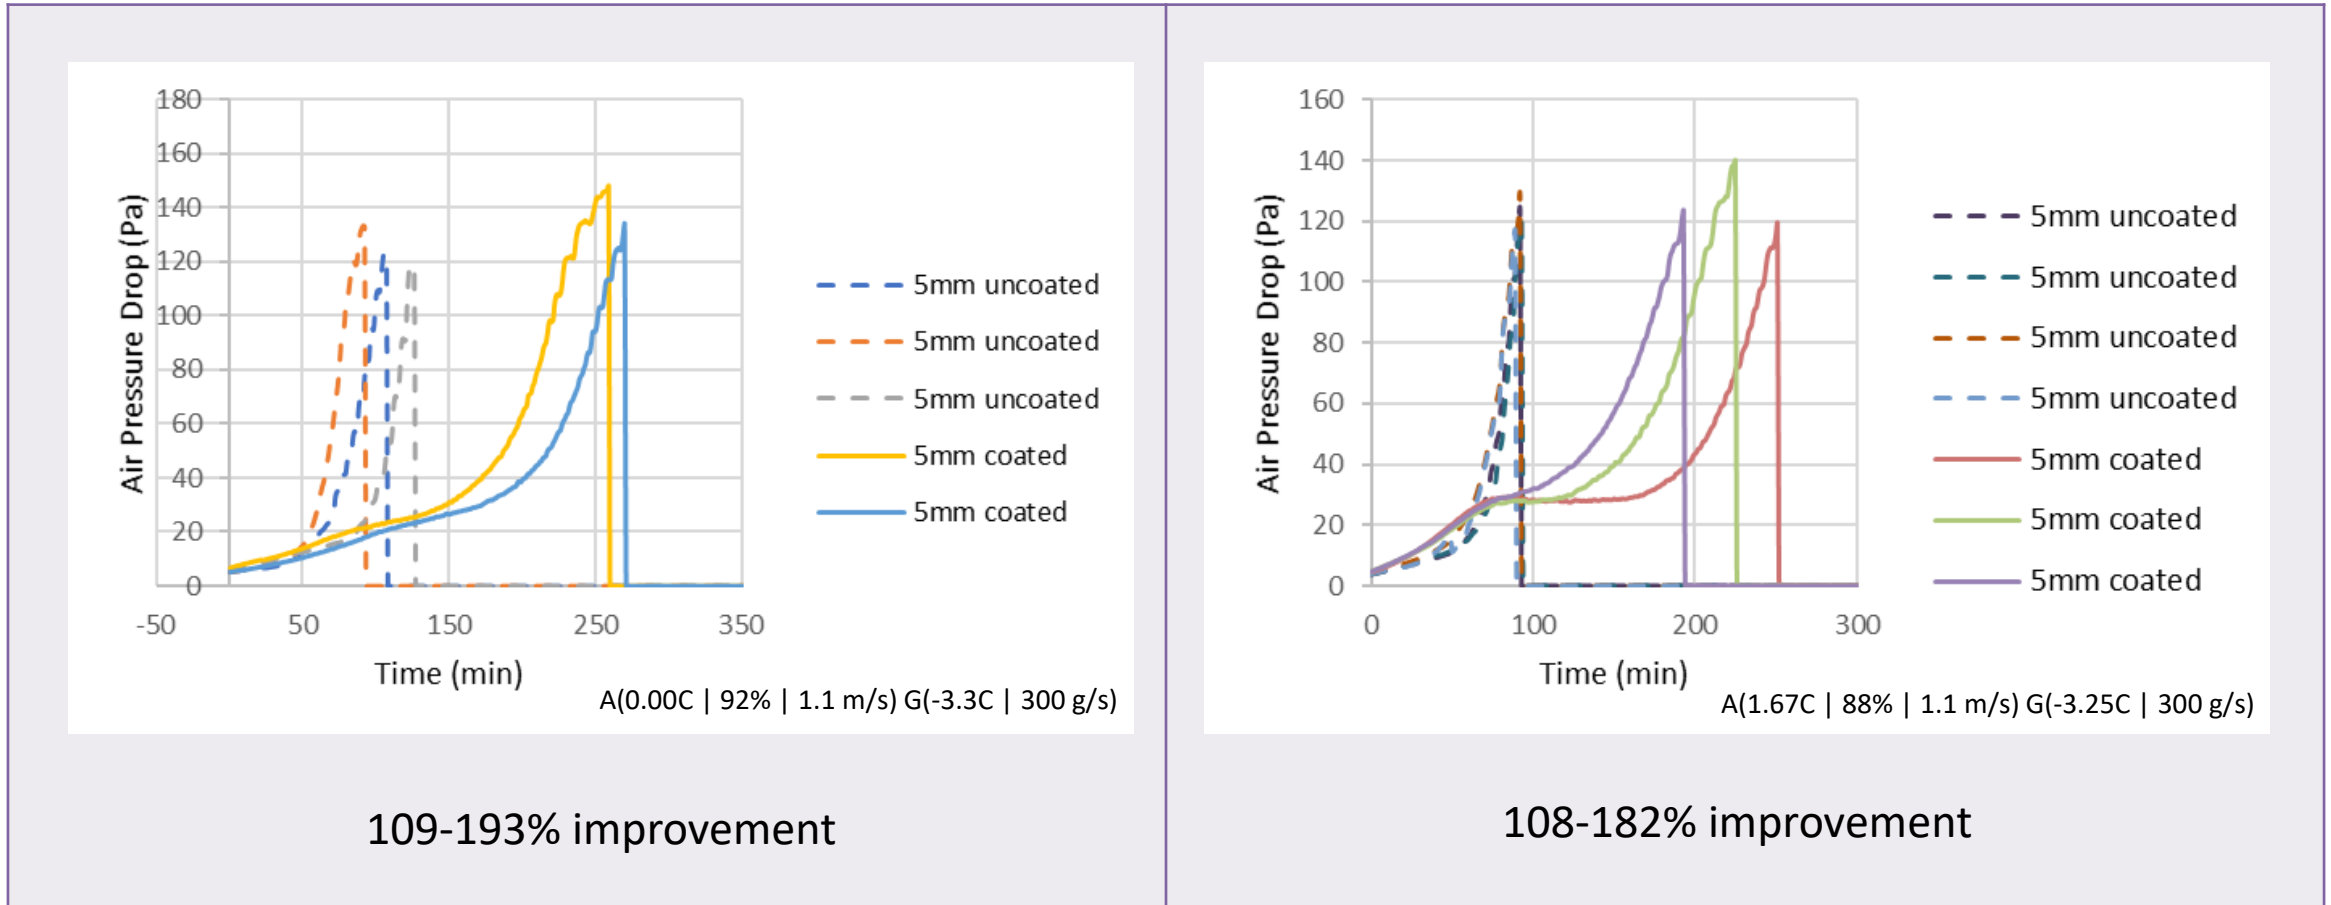 180
160
140
120
100
80
60
40
20
0
-50
50
150
250
350
Air Pressure Drop (Pa)
Time (min)
5mm uncoated
5mm uncoated
5mm uncoated
5mm coated
5mm coated
A(0.00C | 92% | 1.1 m/s) G(-3.3C | 300 g/s)
109-193% improvement
160
140
120
100
80
60
40
20
0
0
100
200
300
Air Pressure Drop (Pa)
Time (min)
5mm uncoated
5mm uncoated
5mm uncoated
5mm uncoated
5mm coated
5mm coated
5mm coated
A(1.67C | 88% | 1.1 m/s) G(-3.25C | 300 g/s)
108-182% improvement